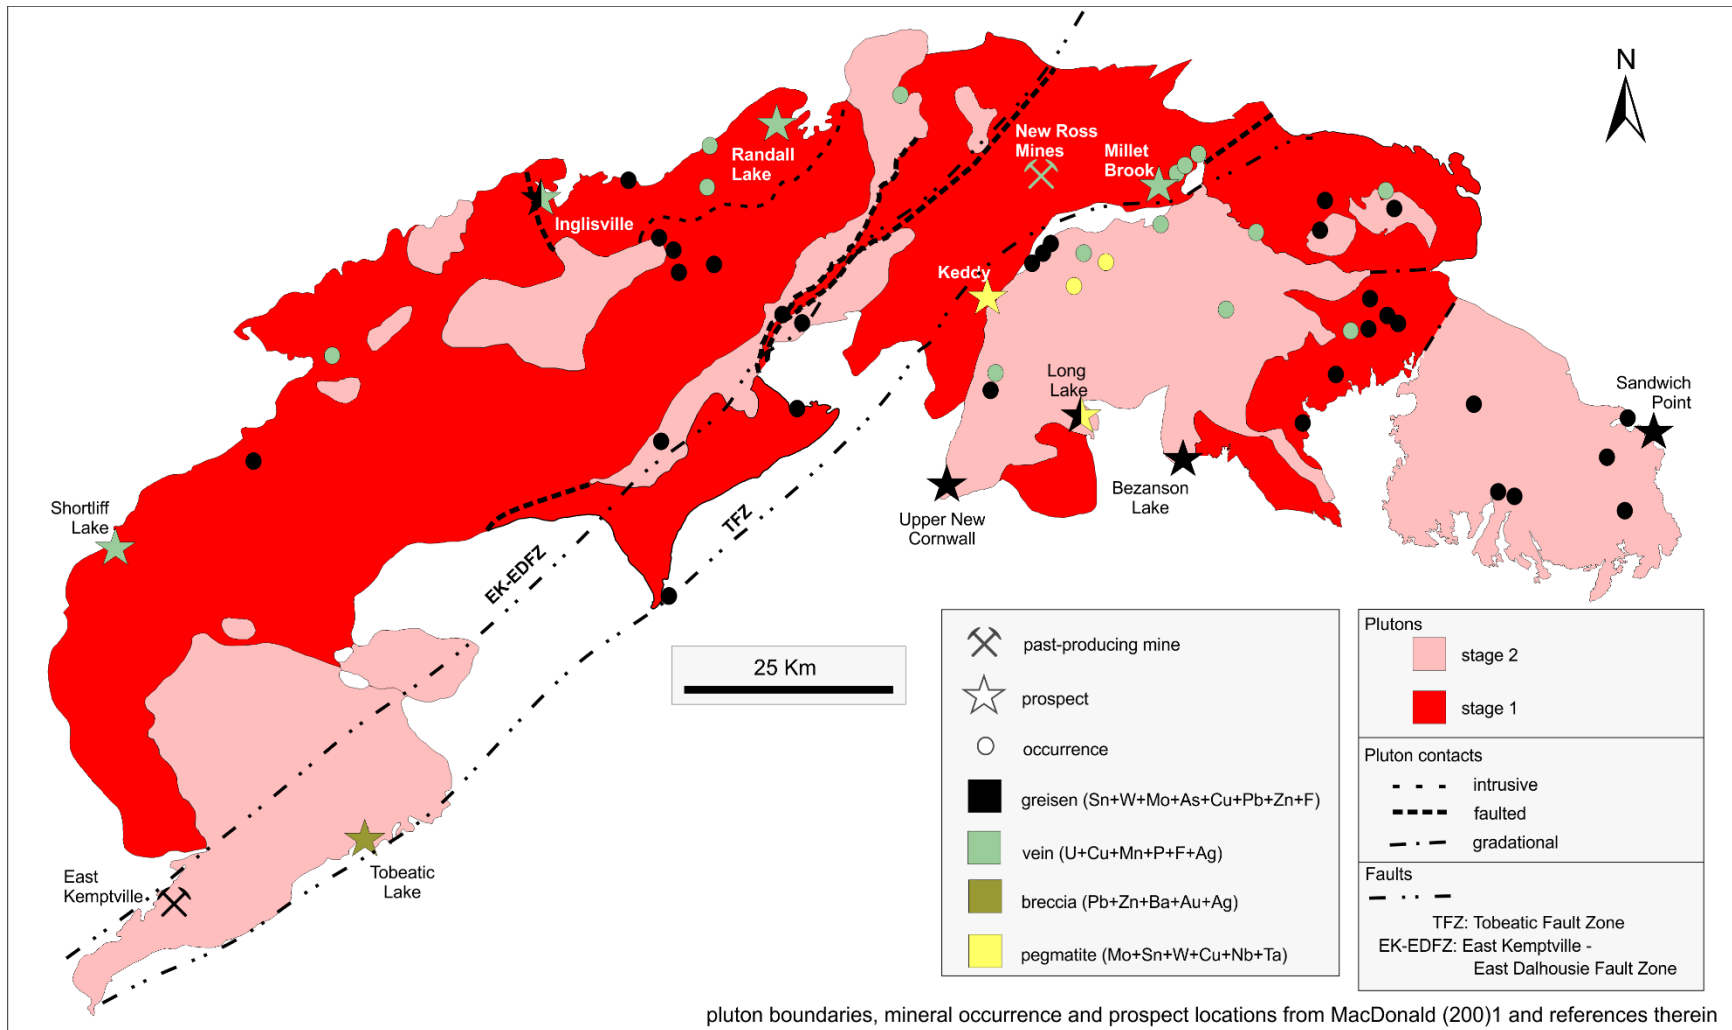 N
New Ross
Mines
Millet
Brook
Randall
Lake
Inglisville
Keddy
Long
Lake
Sandwich
Point
Bezanson
Lake
Upper New
Cornwall
Shortliff
Lake
TFZ
EK-EDFZ
25 Km
East
Kemptville
Tobeatic
Lake
past-producing mine
prospect
occurrence
greisen (Sn+W+Mo+As+Cu+Pb+Zn+F)
vein (U+Cu+Mn+P+F+Ag)
breccia (Pb+Zn+Ba+Au+Ag)
pegmatite (Mo+Sn+W+Cu+Nb+Ta)
Plutons
stage 2
stage 1
Pluton contacts
intrusive
faulted
gradational
Faults
TFZ: Tobeatic Fault Zone
EK-EDFZ: East Kemptville -
East Dalhousie Fault Zone
pluton boundaries, mineral occurrence and prospect locations from MacDonald (200)1 and references therein